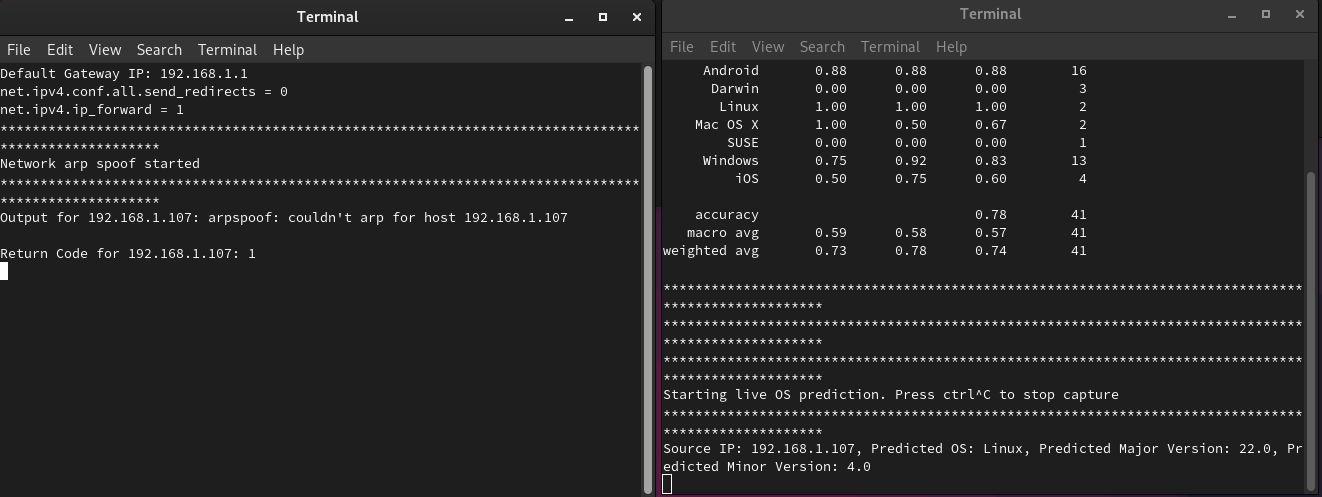 Terminal
File Edit View Search Terminal Help
Default Gateway IP: 192.168.1.1
net.ipv4.conf.all.send_redirects = 0
net.ipv4.ip_forward = 1
********************************************************************************
********************
Network arp spoof started
********************************************************************************
********************
Output for 192.168.1.107: arpspoof: couldn't arp for host 192.168.1.107
Return Code for 192.168.1.107: 1
Terminal
File Edit View Search Terminal Help
Android 0.88 0.88 0.88 16
Darwin 0.00 0.00 0.00 3
Linux 1.00 1.00 1.00 2
Mac OS X 1.00 0.50 0.67 2
SUSE 0.00 0.00 0.00 1
Windows 0.75 0.92 0.83 13
iOS 0.50 0.75 0.60 4
accuracy 0.78 41
macro avg 0.59 0.58 0.57 41
weighted avg 0.73 0.78 0.74 41
********************************************************************************
********************
********************************************************************************
********************
********************************************************************************
********************
Starting live OS prediction. Press ctrl^C to stop capture
********************************************************************************
********************
Source IP: 192.168.1.107, Predicted OS: Linux, Predicted Major Version: 22.0, Pr
edicted Minor Version: 4.0